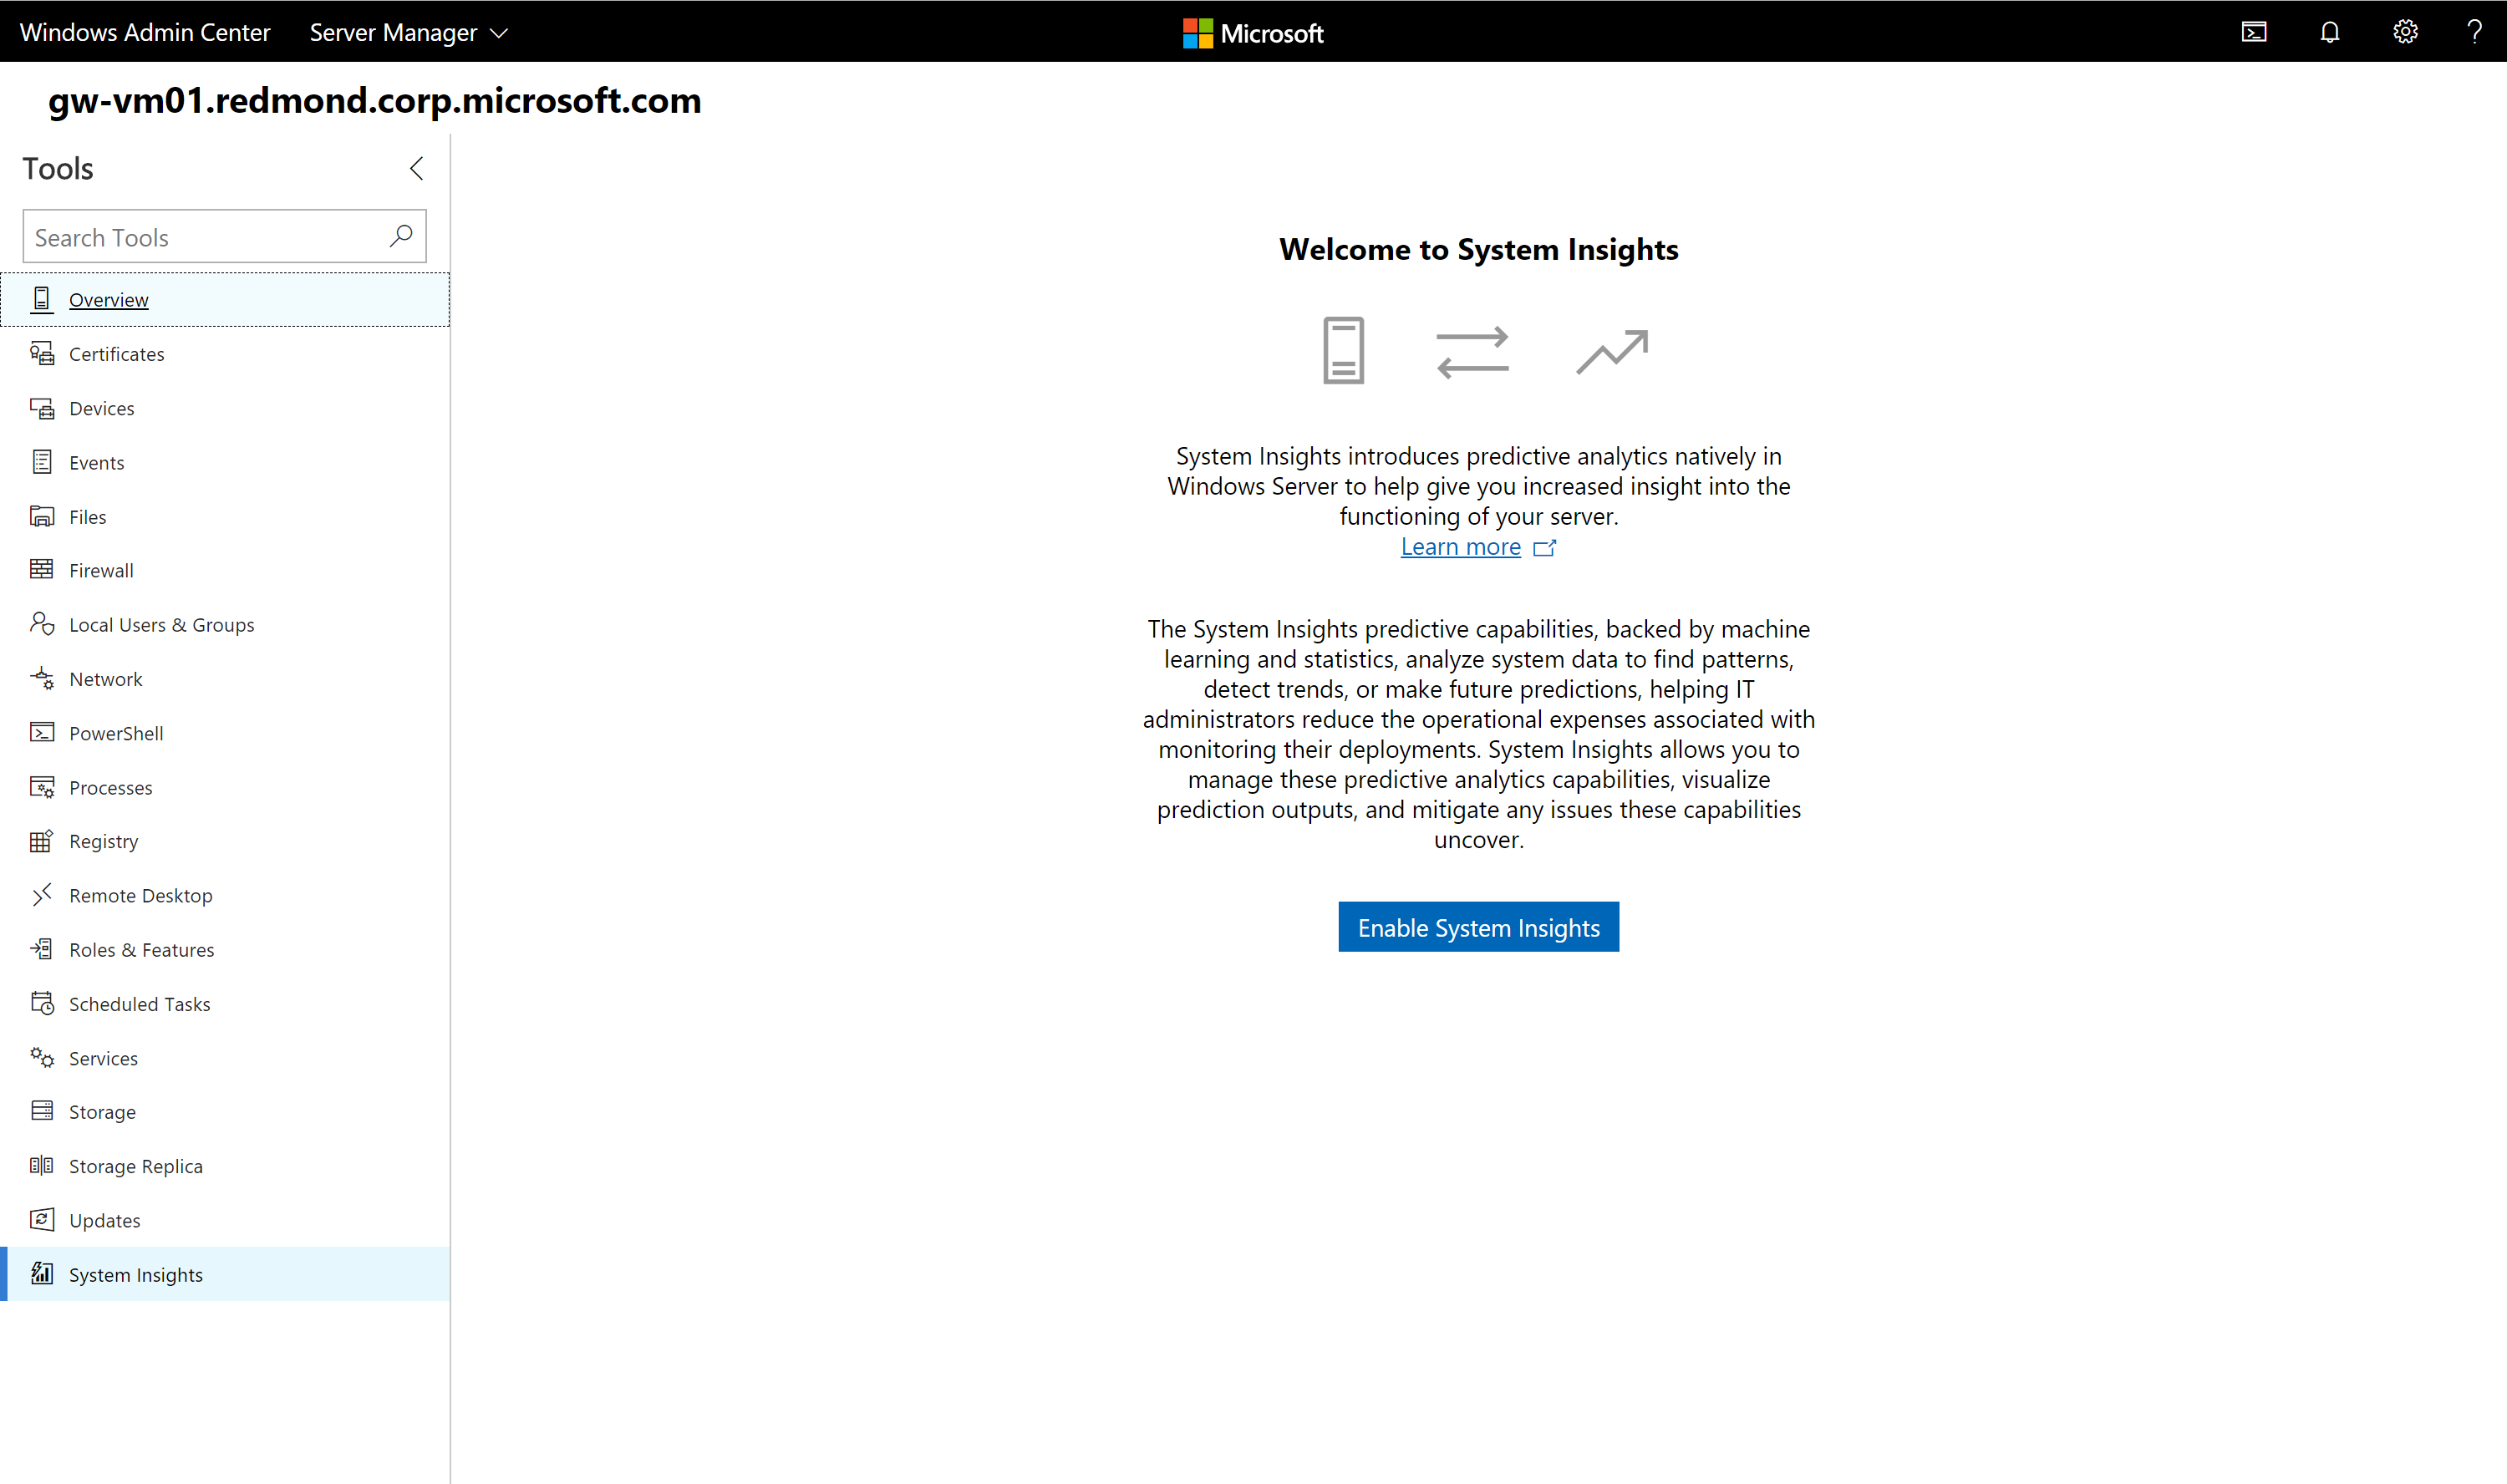 Windows Admin Center Server Manager Microsoft
gw-vm01.redmond.corp.microsoft.com
Tools
Search Tools
Overview
Certificates
Devices
Events
Files
Firewall
Local Users & Groups
Network
PowerShell
Processes
Registry
Remote Desktop
Roles & Features
Scheduled Tasks
Services
Storage
Storage Replica
Updates
System Insights
Welcome to System Insights
System Insights introduces predictive analytics natively in
Windows Server to help give you increased insight into the
functioning of your server.
Learn more
The System Insights predictive capabilities, backed by machine
learning and statistics, analyze system data to find patterns,
detect trends, or make future predictions, helping IT
administrators reduce the operational expenses associated with
monitoring their deployments. System Insights allows you to
manage these predictive analytics capabilities, visualize
prediction outputs, and mitigate any issues these capabilities
uncover.
Enable System Insights